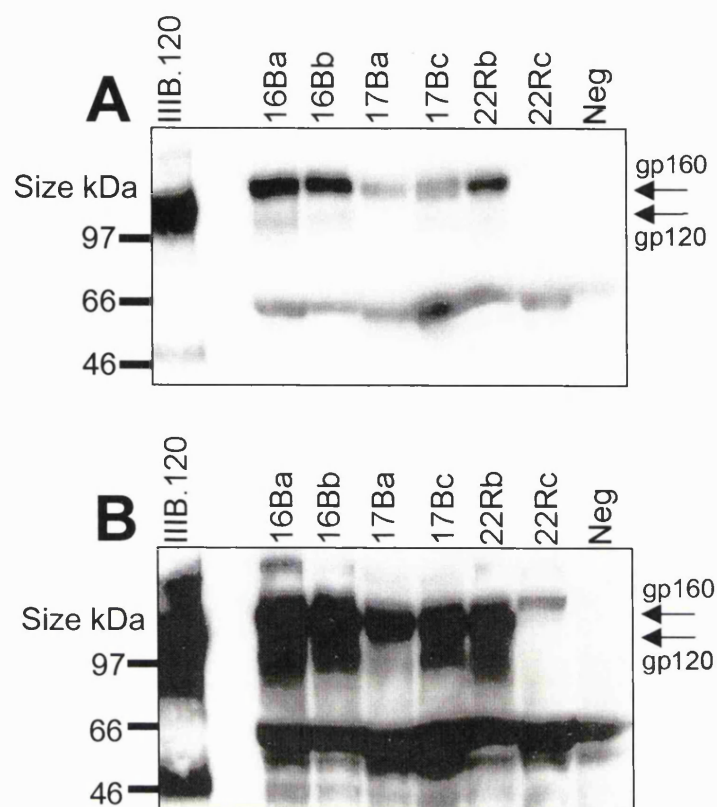 A
IIIB.120
16Ba
16Bb
17Ba
17Bc
22Rb
22Rc
Neg
Size kDa
97
66
46
gp160
gp120
B
IIIB.120
16Ba
16Bb
17Ba
17Bc
22Rb
22Rc
Neg
Size kDa
97
66
46
gp160
gp120